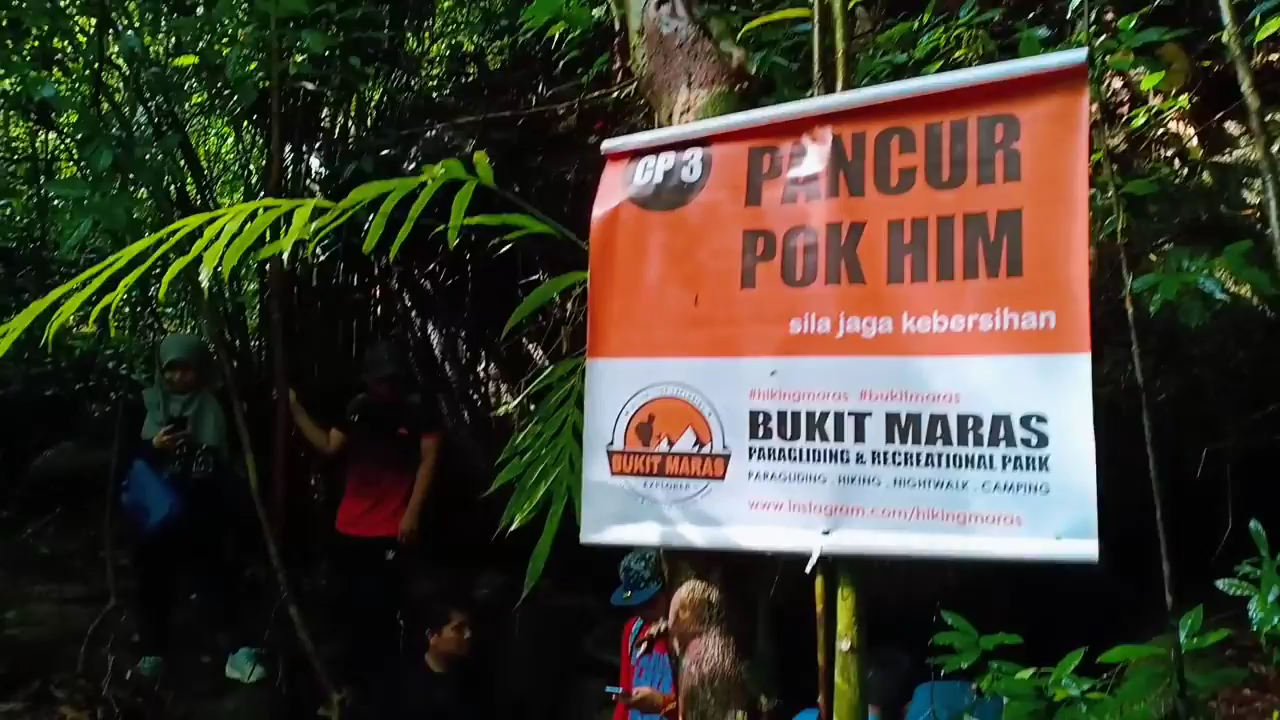 CP 3
PANCUR
POK HIM
sila jaga kebersihan
#hikingmaras #bukitmaras
BUKIT MARAS
PARAGLIDING & RECREATIONAL PARK
PARAGLIDING . HIKING . NIGHTWALK . CAMPING
www.instagram.com/hikingmaras
BUKIT MARAS
EXPLORER